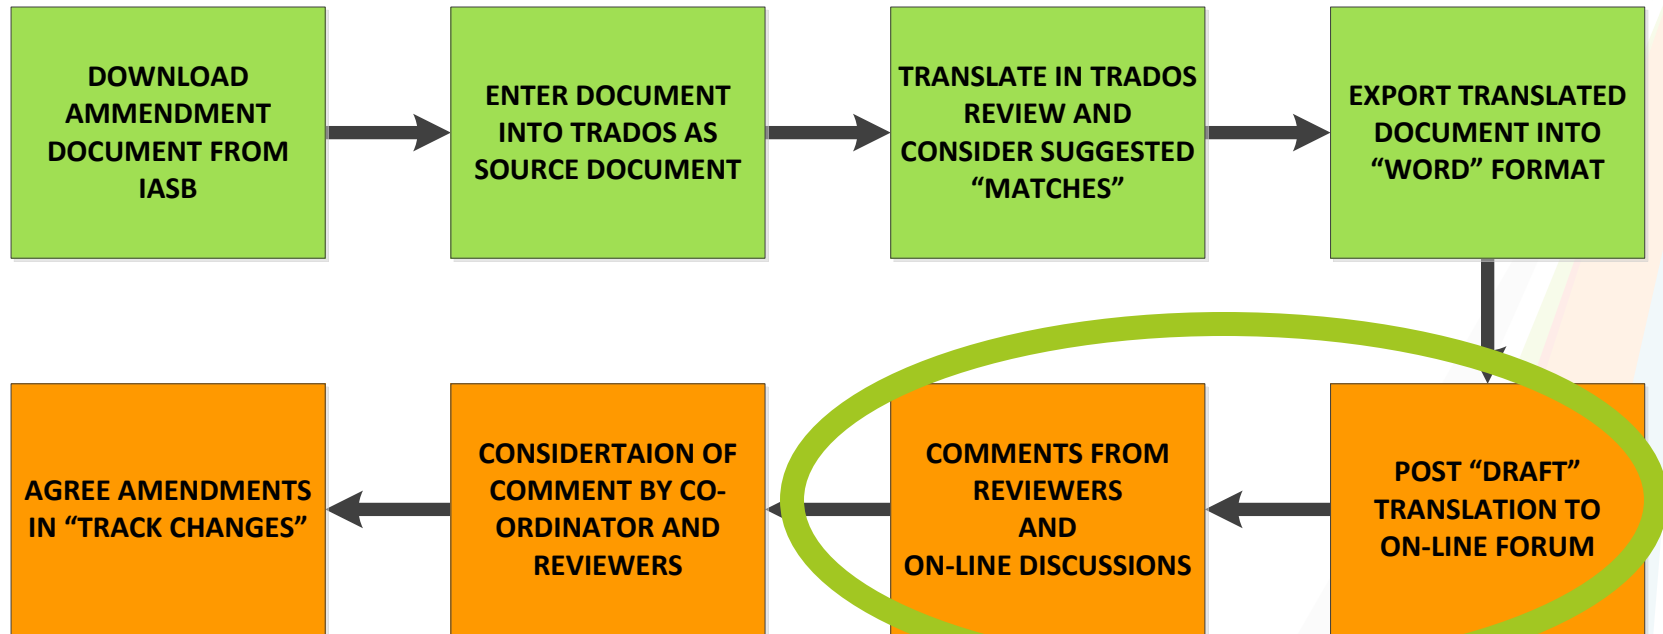 DOWNLOAD
AMMENDMENT
DOCUMENT FROM
IASB
ENTER DOCUMENT
INTO TRADOS AS
SOURCE DOCUMENT
TRANSLATE IN TRADOS
REVIEW AND
CONSIDER SUGGESTED
“MATCHES”
EXPORT TRANSLATED
DOCUMENT INTO
“WORD” FORMAT
AGREE AMENDMENTS
IN “TRACK CHANGES”
CONSIDERTAION OF
COMMENT BY CO-
ORDINATOR AND
REVIEWERS
COMMENTS FROM
REVIEWERS
AND
ON-LINE DISCUSSIONS
POST “DRAFT”
TRANSLATION TO
ON-LINE FORUM